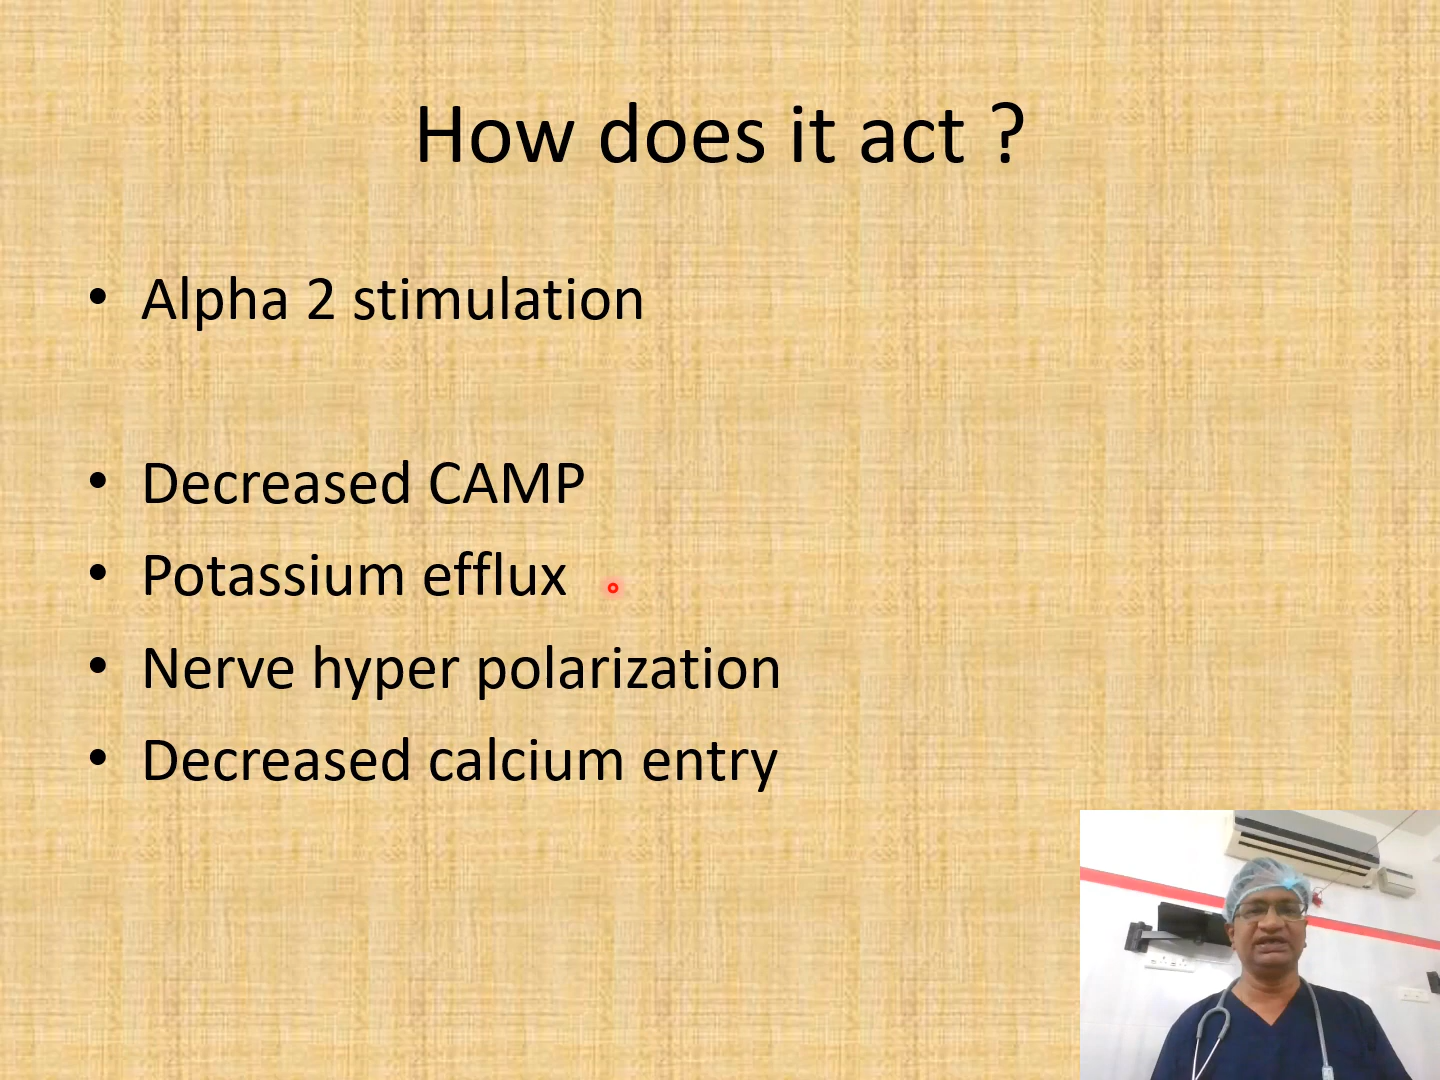 How does it act ?
• Alpha 2 stimulation
• Decreased CAMP
• Potassium efflux
• Nerve hyper polarization
• Decreased calcium entry